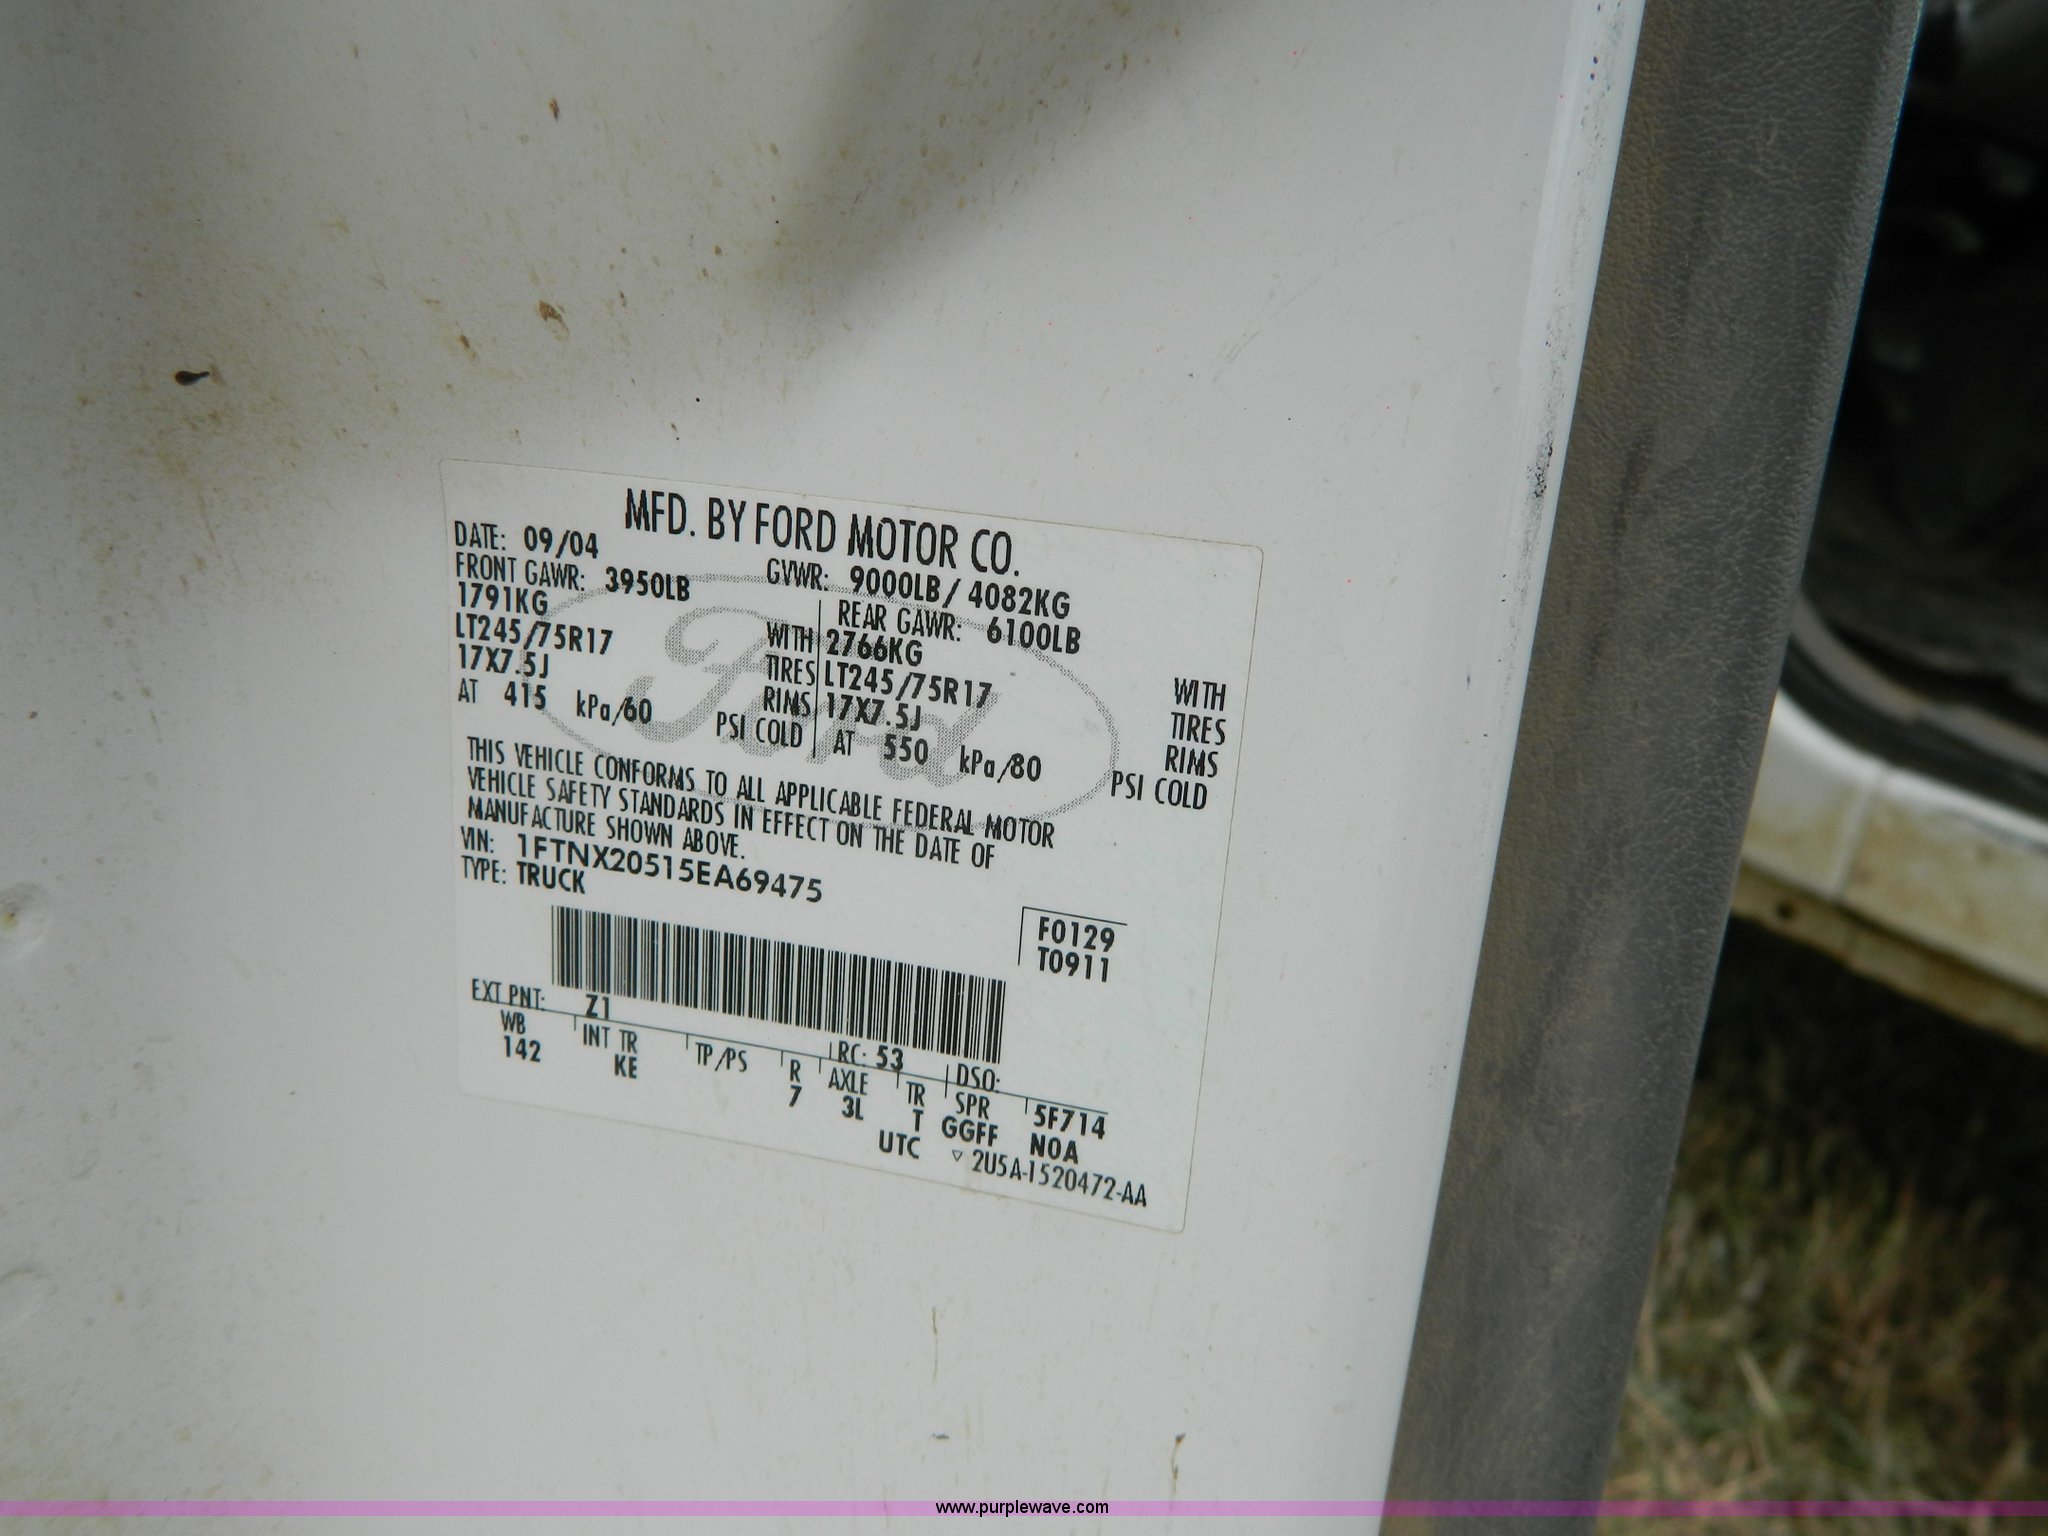 MFD. BY FORD MOTOR CO.
DATE: 09/04 GVWR: 9000LB/ 4082KG
FRONT GAWR: 3950LB REAR GAWR: 6100LB
1791KG WITH 2766KG WITH
LT245/75R17 TIRES LT245/75R17 TIRES
17X7.5J RIMS 17X7.5J RIMS
AT 415 kPa/60 PSI COLD AT 550 kPa/80 PSI COLD
Ford
THIS VEHICLE CONFORMS TO ALL APPLICABLE FEDERAL MOTOR
VEHICLE SAFETY STANDARDS IN EFFECT ON THE DATE OF
MANUFACTURE SHOWN ABOVE.
VIN: 1FTNX20515EA69475
TYPE: TRUCK
F0129
T0911
EXT PNT: Z1 RC: 53 DSO:
WB INT TR TP/PS R AXLE TR SPR 5F714
142 KE 7 3L T GGFF N0A
UTC ▽ 2U5A-1520472-AA
www.purplewave.com